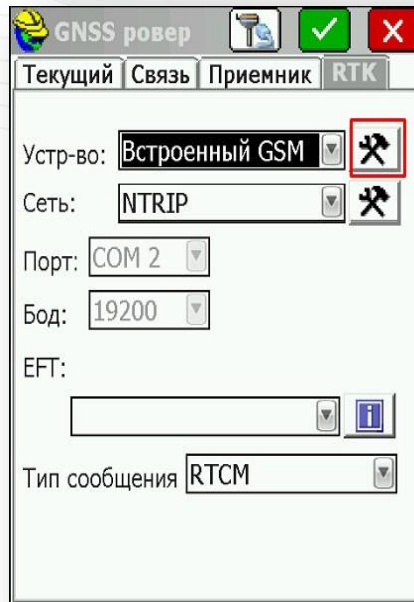 GNSS ровер
Текущий Связь Приемник RTK
Устр-во: Встроенный GSM
Сеть: NTRIP
Порт: COM 2
Бод: 19200
EFT:
Тип сообщения RTCM